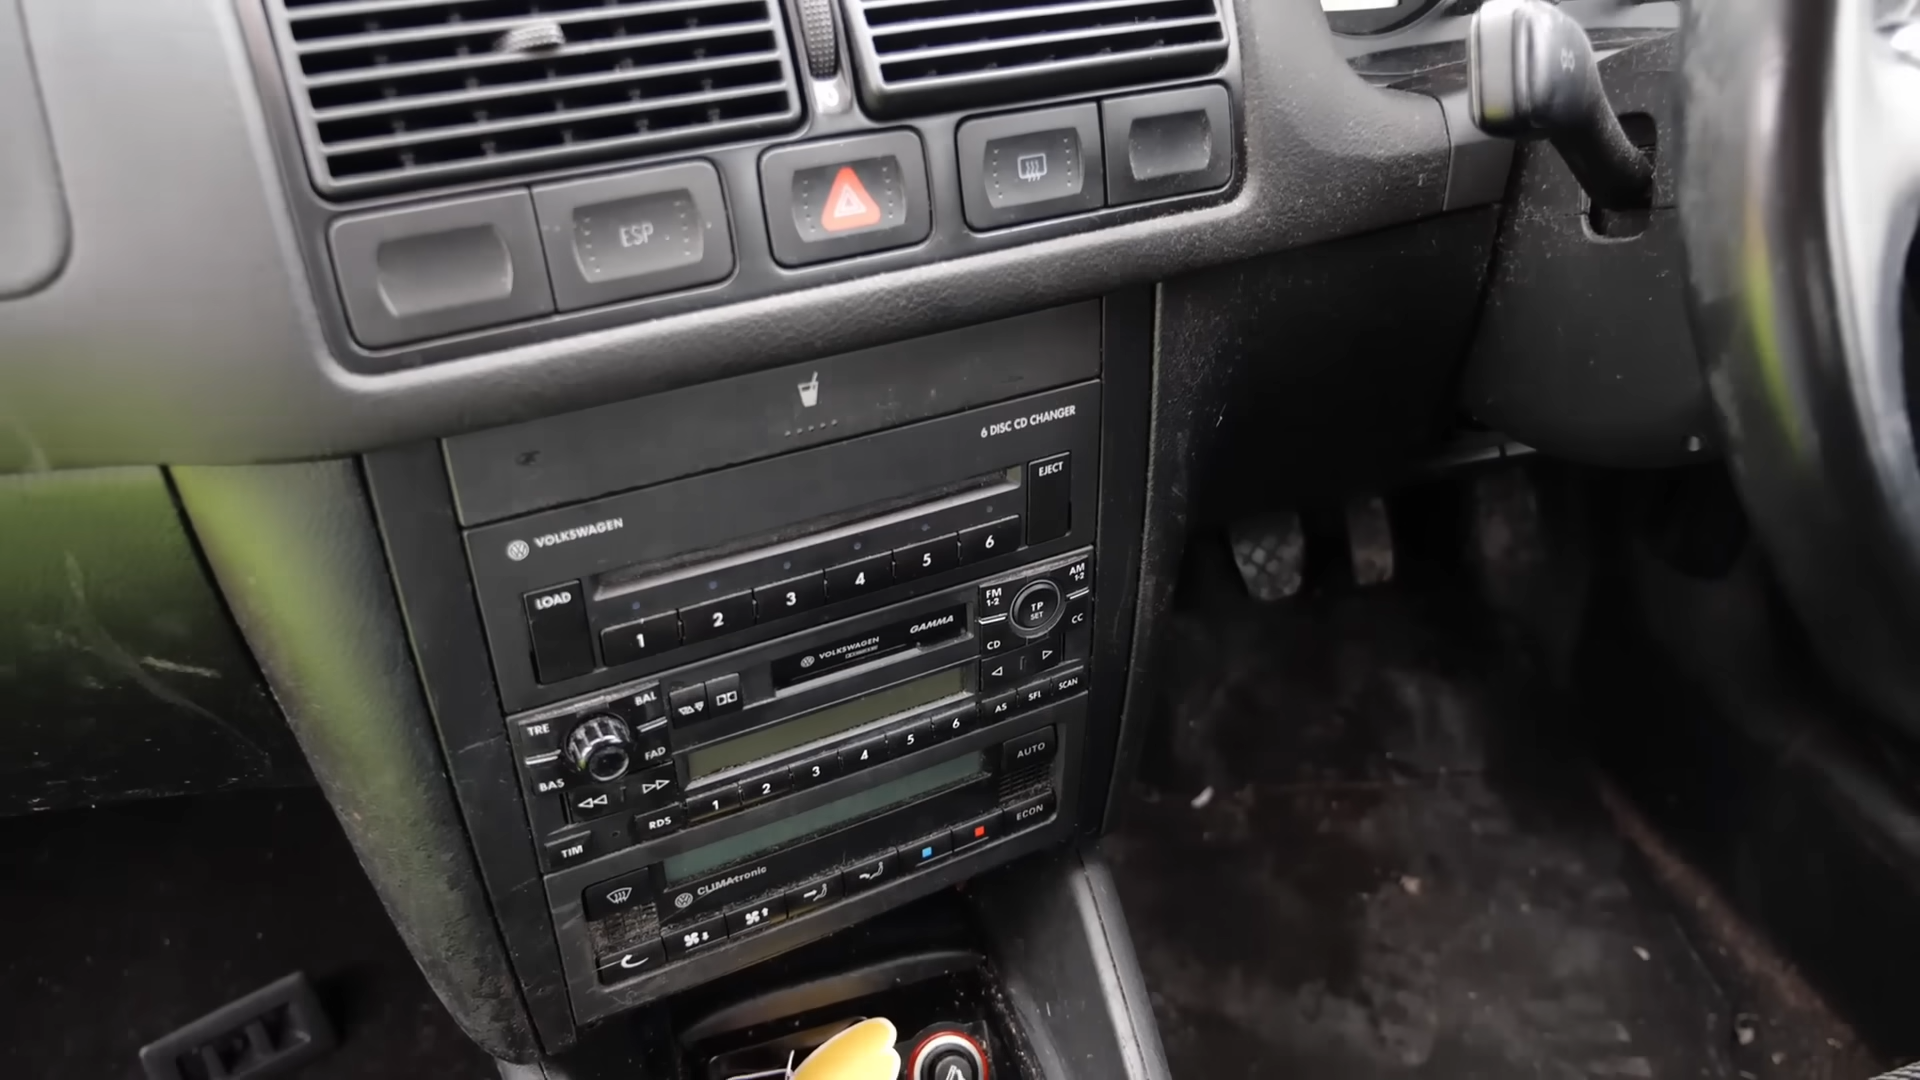 ESP
6 DISC CD CHANGER
EJECT
VOLKSWAGEN
LOAD
1 2 3 4 5 6
FM
1-2
AM
1-2
TP
SET
CD
CC
VOLKSWAGEN
GAMMA
TRE
BAL
BAS
FAD
RDS
TIM
1 2 3 4 5 6
AS
SFL
SCAN
AUTO
ECON
CLIMAtronic